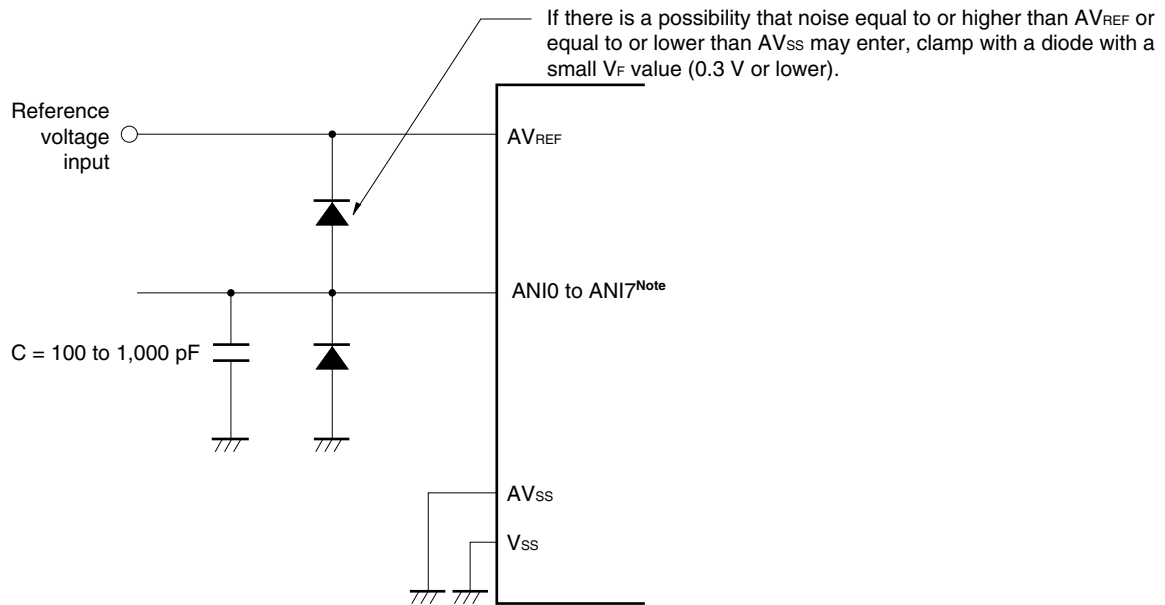 If there is a possibility that noise equal to or higher than AVREF or
equal to or lower than AVSS may enter, clamp with a diode with a
small VF value (0.3 V or lower).
Reference
voltage
input
AVREF
ANI0 to ANI7Note
C = 100 to 1,000 pF
AVSS
VSS